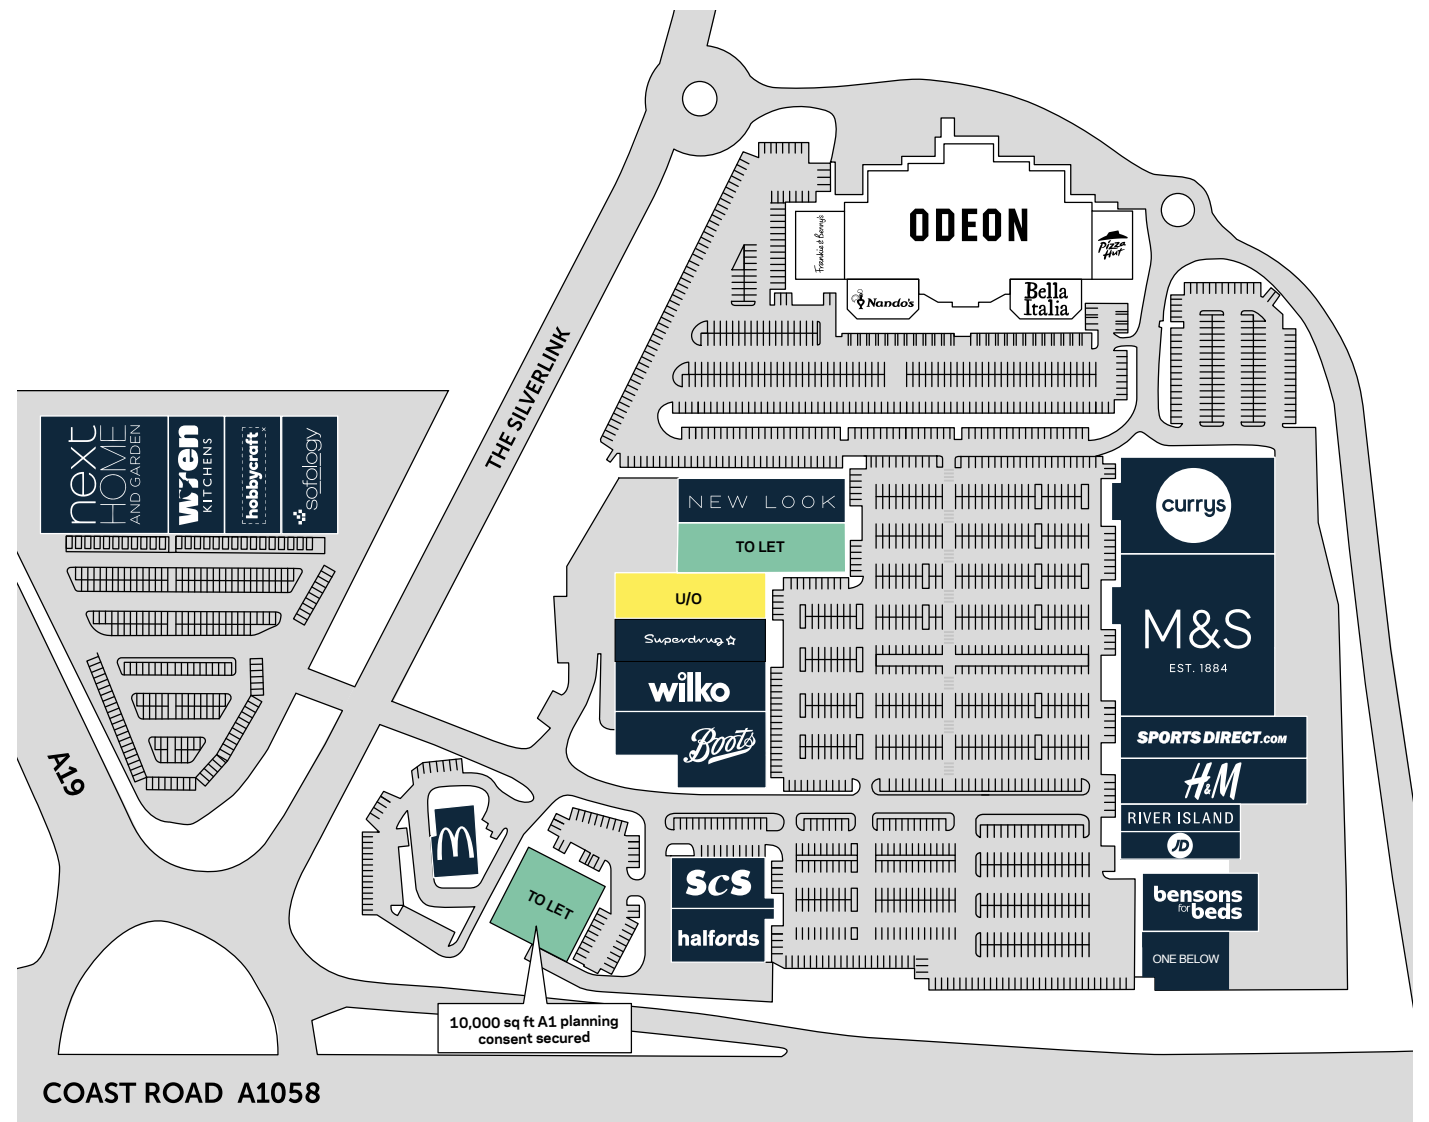 ODEON
Frankie & Benny's
Pizza
Hut
Nando's
Bella
Italia
THE SILVERLINK
next
HOME
AND GARDEN
WREN
KITCHENS
hobbycraft
sofology
NEW LOOK
TO LET
U/O
Superdrug
wilko
Boots
currys
M&S
EST. 1884
SPORTS DIRECT.COM
H&M
RIVER ISLAND
JD
bensons
for beds
ONE BELOW
A19
M
TO LET
ScS
halfords
10,000 sq ft A1 planning
consent secured
COAST ROAD A1058